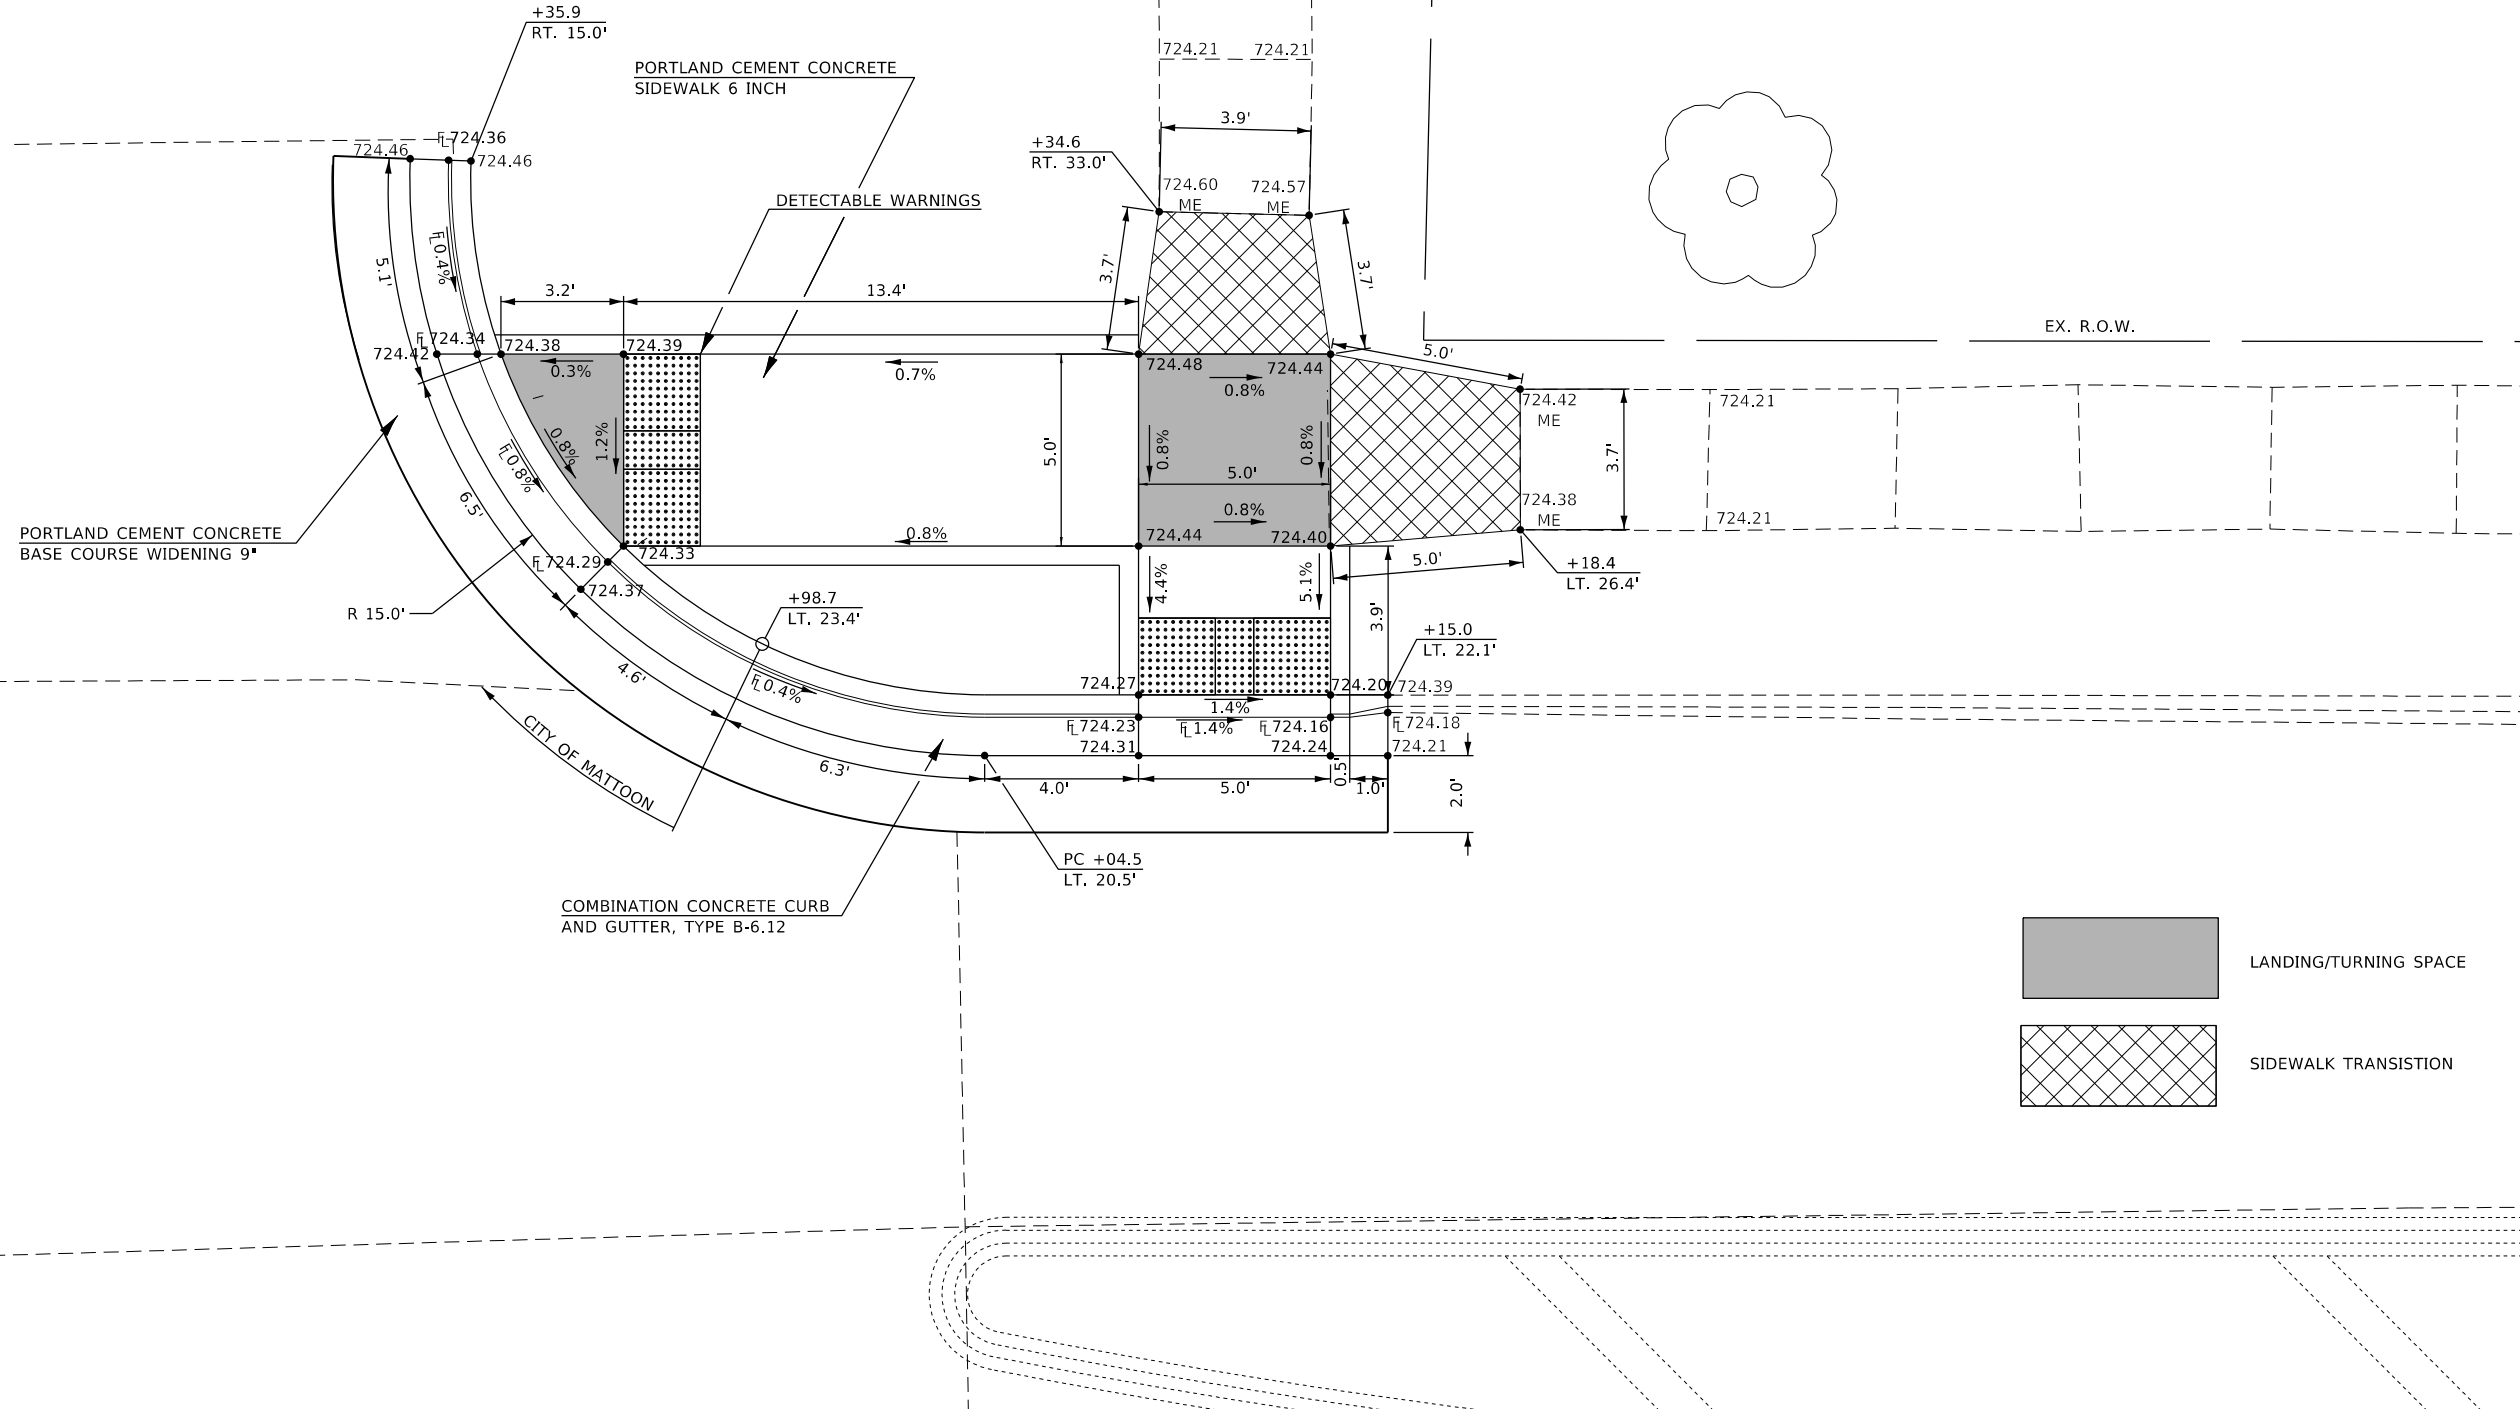 +35.9
RT. 15.0'
PORTLAND CEMENT CONCRETE
SIDEWALK 6 INCH
724.21 724.21
3.9'
+34.6
RT. 33.0'
724.46
FL 724.36
724.46
724.60
ME
724.57
ME
DETECTABLE WARNINGS
FL 0.4%
5.1'
3.7'
3.7'
3.2'
13.4'
EX. R.O.W.
FL 724.34
724.42
724.38
724.39
0.3%
0.7%
724.48
724.44
0.8%
5.0'
724.42
ME
724.21
0.8%
1.2%
5.0'
0.8%
0.8%
5.0'
3.7'
FL 0.8%
6.5'
0.8%
724.38
ME
724.21
PORTLAND CEMENT CONCRETE
BASE COURSE WIDENING 9"
724.33
0.8%
724.44
724.40
FL 724.29
724.37
5.0'
+18.4
LT. 26.4'
4.4%
5.1%
3.9'
R 15.0'
+98.7
LT. 23.4'
+15.0
LT. 22.1'
4.6'
FL 0.4%
724.27
724.20
724.39
1.4%
FL 724.23
FL 1.4%
FL 724.16
FL 724.18
724.31
724.24
724.21
CITY OF MATTOON
6.3'
4.0'
5.0'
0.5'
1.0'
2.0'
PC +04.5
LT. 20.5'
COMBINATION CONCRETE CURB
AND GUTTER, TYPE B-6.12
LANDING/TURNING SPACE
SIDEWALK TRANSISTION